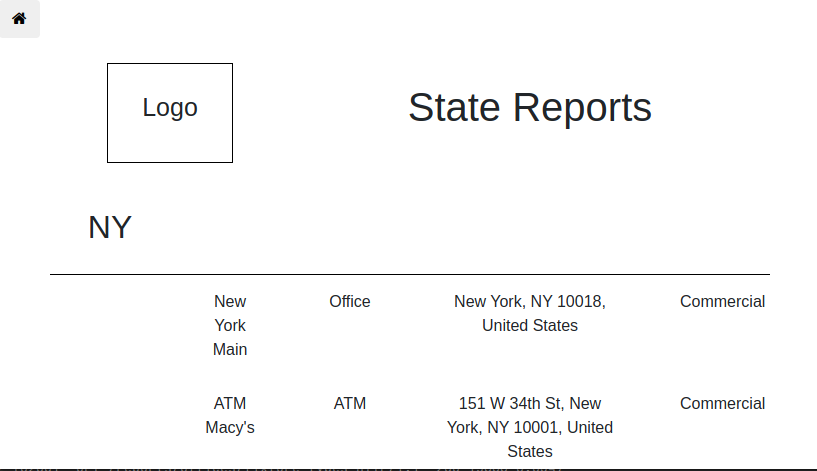 Logo
State Reports
NY
New York Main
Office
New York, NY 10018, United States
Commercial
ATM Macy's
ATM
151 W 34th St, New York, NY 10001, United States
Commercial